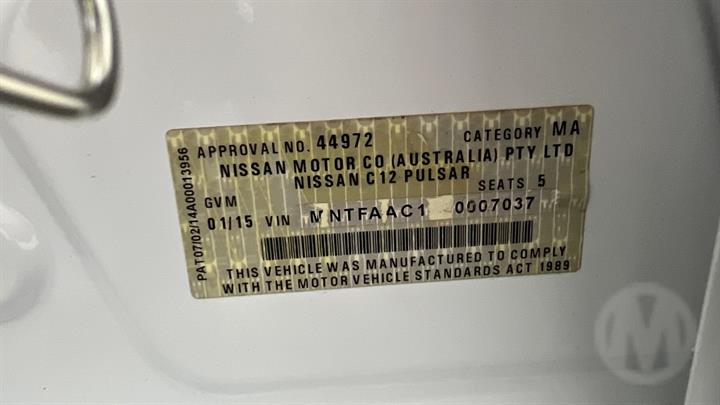 APPROVAL NO. 44972 CATEGORY MA
NISSAN MOTOR CO (AUSTRALIA) PTY LTD
NISSAN C12 PULSAR
GVM SEATS 5
01/15 VIN MNTFAAC1 0007037
THIS VEHICLE WAS MANUFACTURED TO COMPLY
WITH THE MOTOR VEHICLE STANDARDS ACT 1989
PAT07/02/14A00013956
M